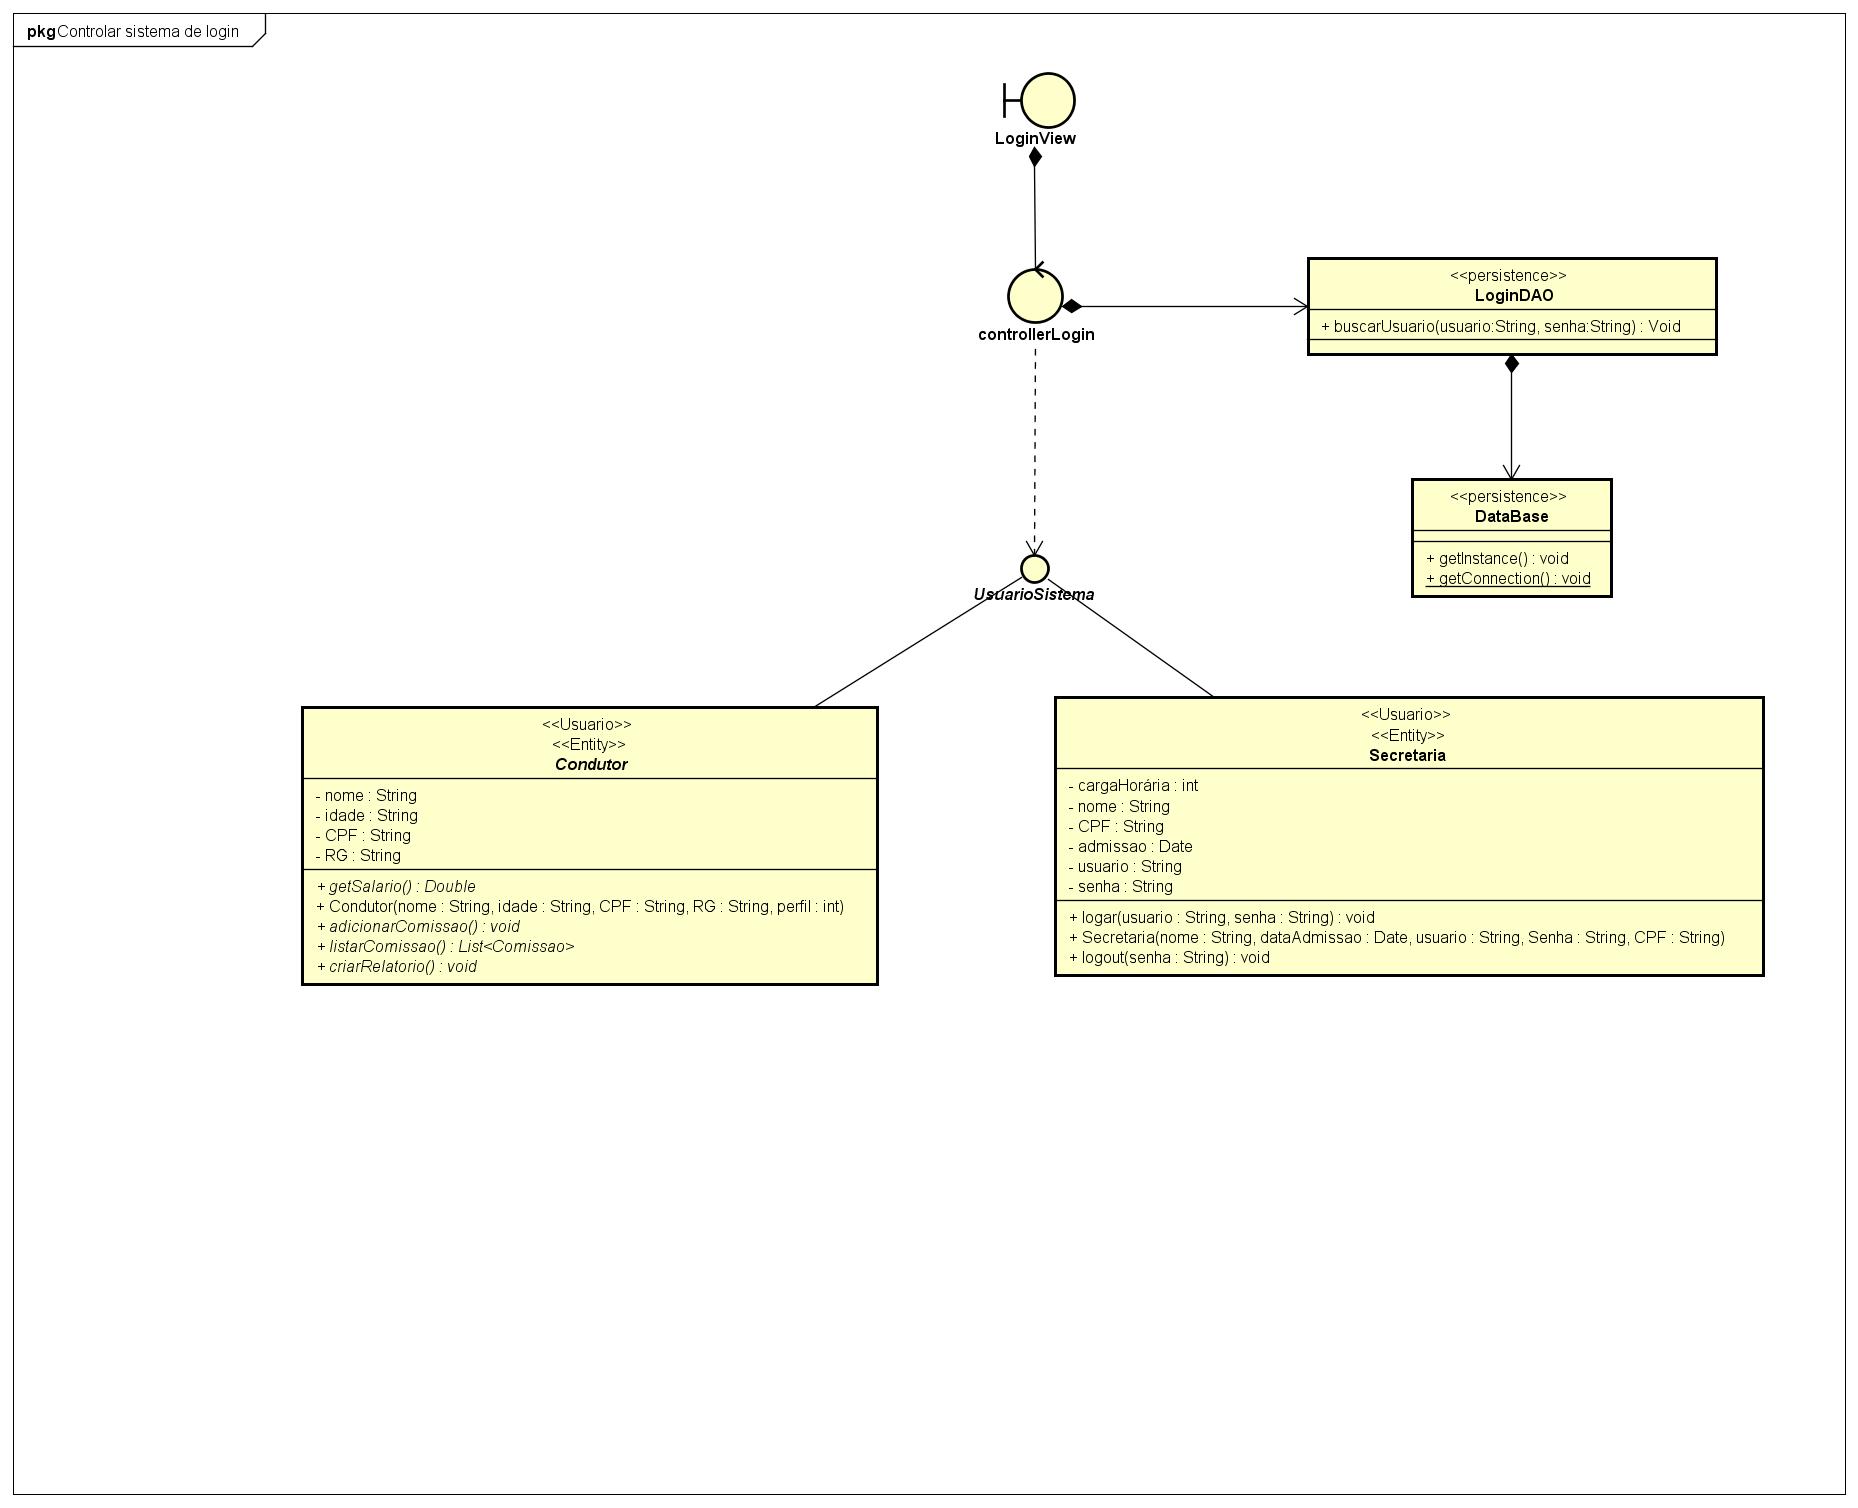 pkg Controlar sistema de login
LoginView
controllerLogin
<<persistence>>
LoginDAO
+ buscarUsuario(usuario:String, senha:String) : Void
<<persistence>>
DataBase
+ getInstance() : void
+ getConnection() : void
UsuarioSistema
<<Usuario>>
<<Entity>>
Condutor
- nome : String
- idade : String
- CPF : String
- RG : String
+ getSalario() : Double
+ Condutor(nome : String, idade : String, CPF : String, RG : String, perfil : int)
+ adicionarComissao() : void
+ listarComissao() : List<Comissao>
+ criarRelatorio() : void
<<Usuario>>
<<Entity>>
Secretaria
- cargaHorária : int
- nome : String
- CPF : String
- admissao : Date
- usuario : String
- senha : String
+ logar(usuario : String, senha : String) : void
+ Secretaria(nome : String, dataAdmissao : Date, usuario : String, Senha : String, CPF : String)
+ logout(senha : String) : void